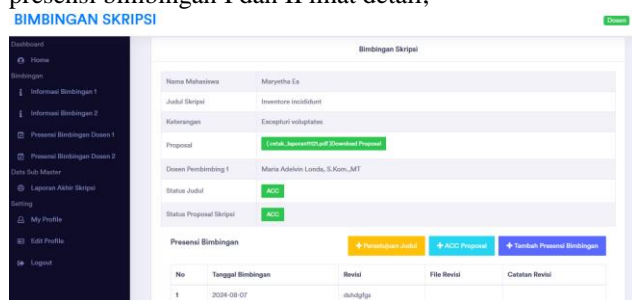 presensi bimbingan I dan II lihat detail;
BIMBINGAN SKRIPSI
Dosen
Dashboard
Home
Bimbingan
Informasi Bimbingan 1
Informasi Bimbingan 2
Presensi Bimbingan Dosen 1
Presensi Bimbingan Dosen 2
Data Sub Master
Laporan Akhir Skripsi
Setting
My Profile
Edit Profile
Logout
Bimbingan Skripsi
Nama Mahasiswa Maryetha Ea
Judul Skripsi Inventore incididunt
Keterangan Excepturi voluptates
Proposal [cetak_laporan1121.pdf]Download Proposal
Dosen Pembimbing 1 Maria Adelvin Londa, S.Kom.,MT
Status Judul ACC
Status Proposal Skripsi ACC
Presensi Bimbingan
+ Persetujuan Judul
+ ACC Proposal
+ Tambah Presensi Bimbingan
No Tanggal Bimbingan Revisi File Revisi Catatan Revisi
1 2024-08-07 dshdgfgs